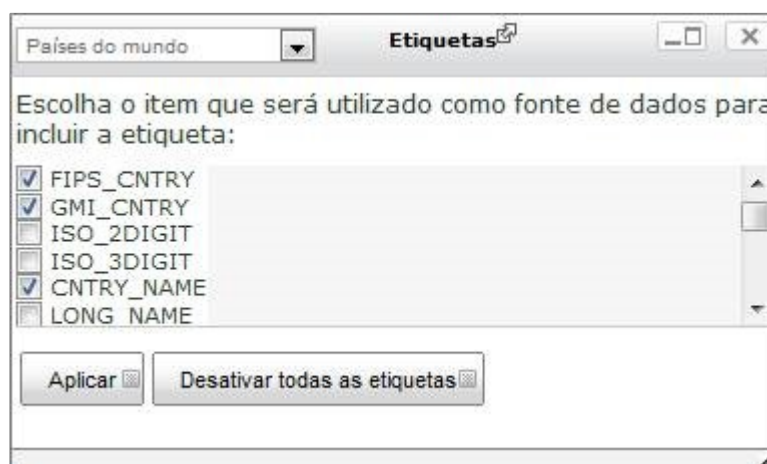 Países do mundo
Etiquetas
Escolha o item que será utilizado como fonte de dados para
incluir a etiqueta:
FIPS_CNTRY
GMI_CNTRY
ISO_2DIGIT
ISO_3DIGIT
CNTRY_NAME
LONG_NAME
Aplicar
Desativar todas as etiquetas